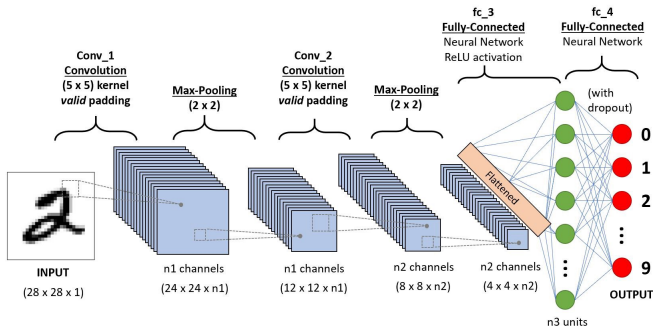 fc_3
Fully-Connected
Neural Network
ReLU activation
fc_4
Fully-Connected
Neural Network
Conv_1
Convolution
(5 x 5) kernel
valid padding
Max-Pooling
(2 x 2)
Conv_2
Convolution
(5 x 5) kernel
valid padding
Max-Pooling
(2 x 2)
(with
dropout)
0
1
2
9
Flattened
INPUT
(28 x 28 x 1)
n1 channels
(24 x 24 x n1)
n1 channels
(12 x 12 x n1)
n2 channels
(8 x 8 x n2)
n2 channels
(4 x 4 x n2)
OUTPUT
n3 units